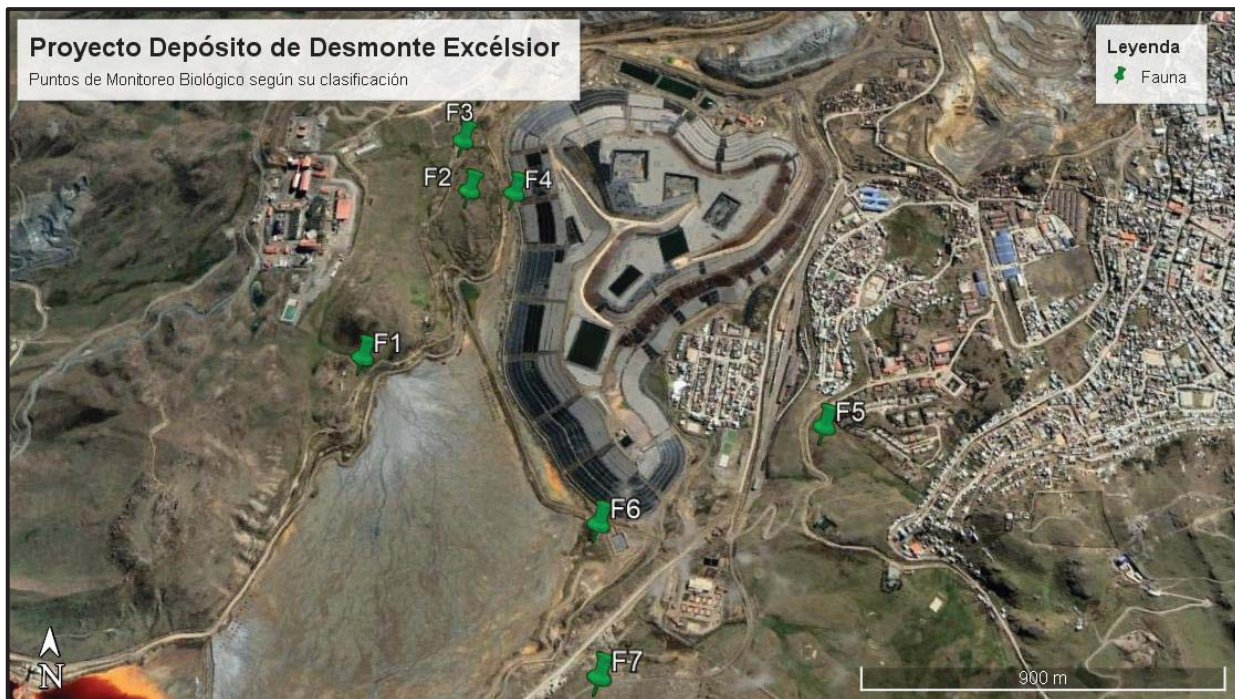 Proyecto Depósito de Desmonte Excélsior
Puntos de Monitoreo Biológico según su clasificación
Leyenda
Fauna
F3
F2
F4
F1
F5
F6
F7
N
900 m